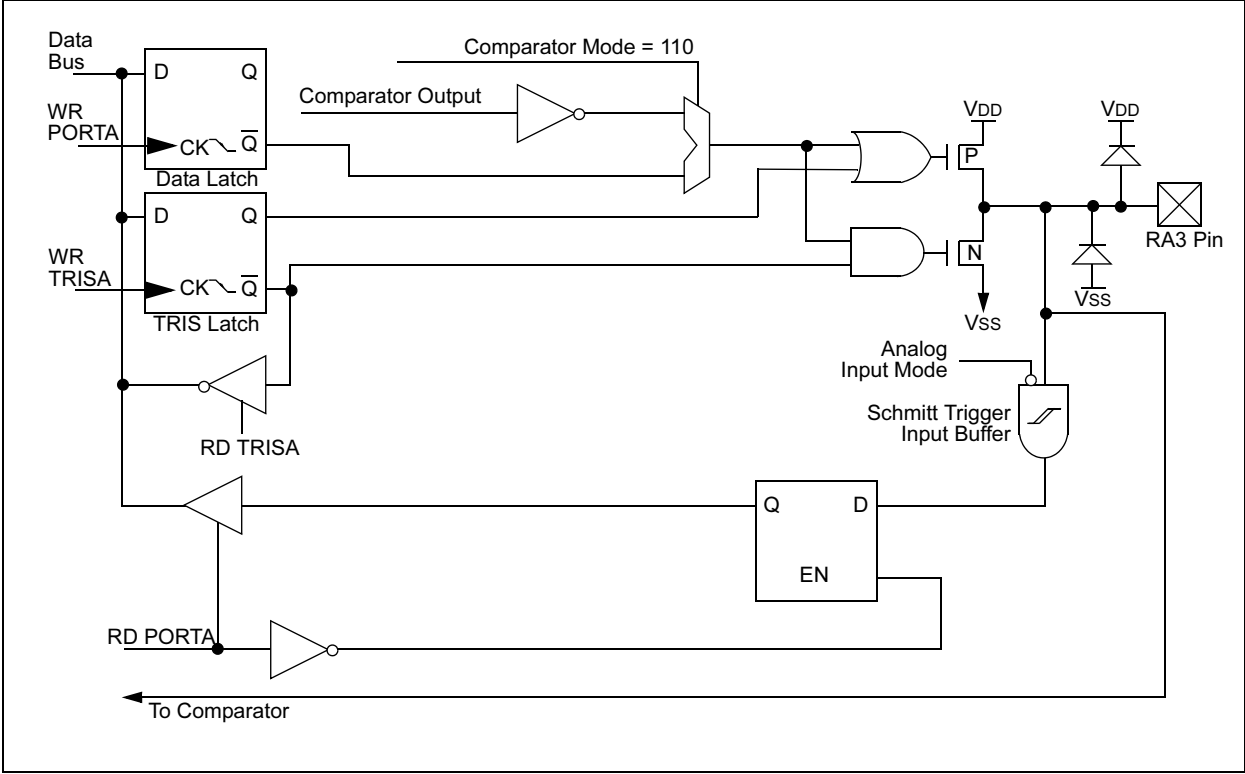 Data
Bus
D
Q
Comparator Mode = 110
Comparator Output
WR
PORTA
CK
Q̅
Data Latch
VDD
VDD
P
D
Q
RA3 Pin
WR
TRISA
CK
Q̅
N
VSS
VSS
TRIS Latch
Analog
Input Mode
Schmitt Trigger
Input Buffer
RD TRISA
Q
D
EN
RD PORTA
To Comparator